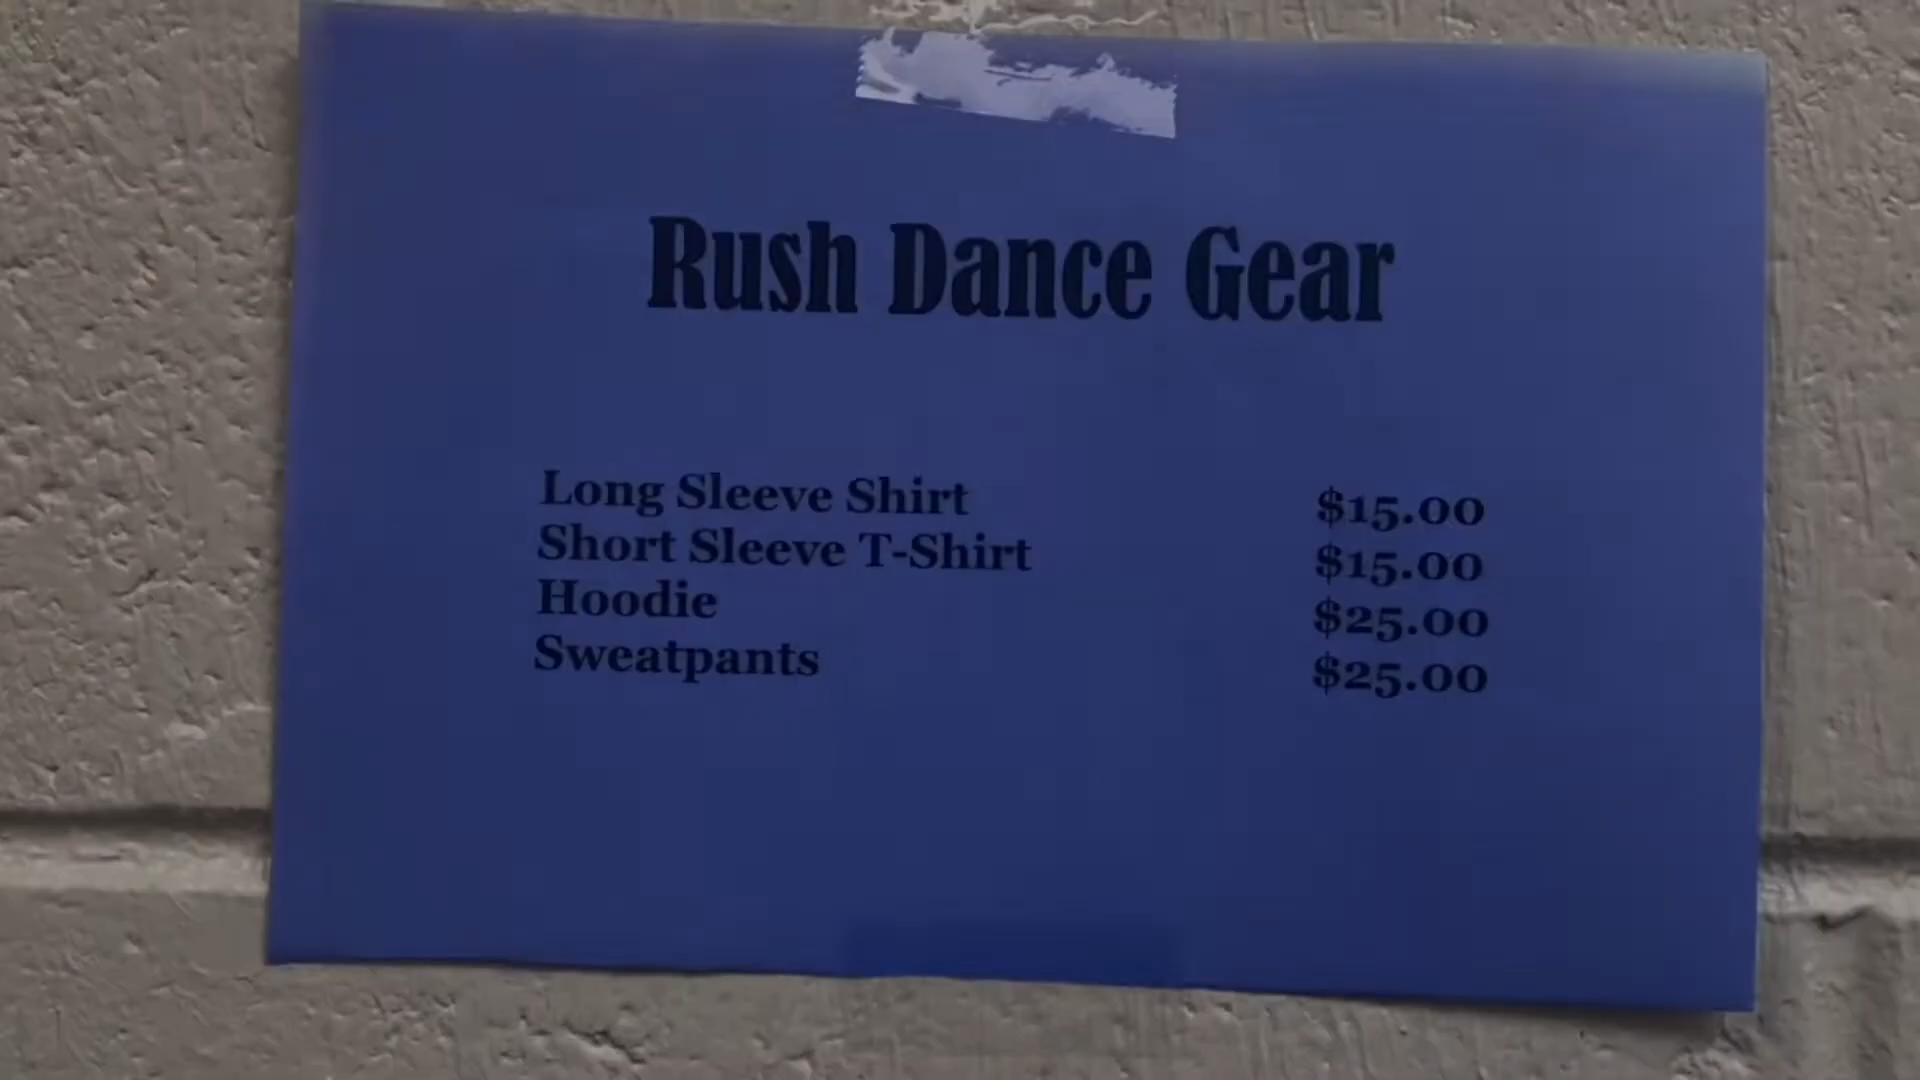 Rush Dance Gear
Long Sleeve Shirt $15.00
Short Sleeve T-Shirt $15.00
Hoodie $25.00
Sweatpants $25.00